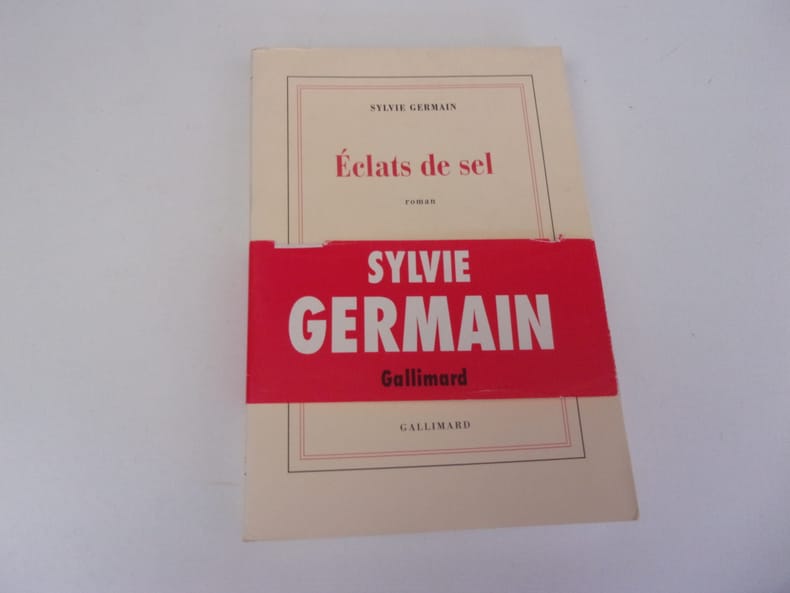 SYLVIE GERMAIN
Éclats de sel
roman
SYLVIE
GERMAIN
Gallimard
GALLIMARD